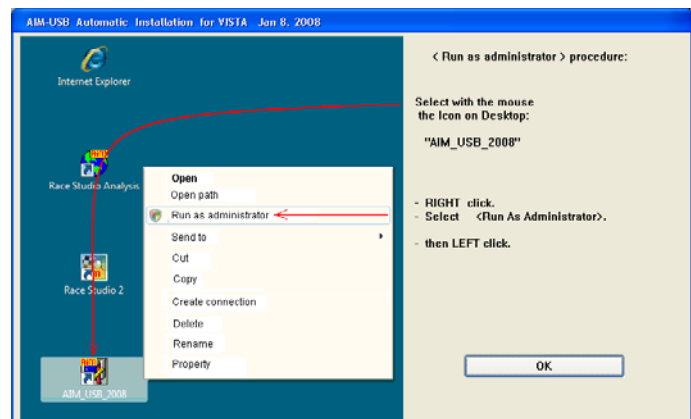 AIM-USB Automatic Installation for VISTA Jan 8, 2008
Internet Explorer
Race Studio Analysis
Race Studio 2
AIM_USB_2008
Open
Open path
Run as administrator
Send to
Cut
Copy
Create connection
Delete
Rename
Property
< Run as administrator > procedure:
Select with the mouse
the Icon on Desktop:
"AIM_USB_2008"
- RIGHT click.
- Select <Run As Administrator>.
- then LEFT click.
OK